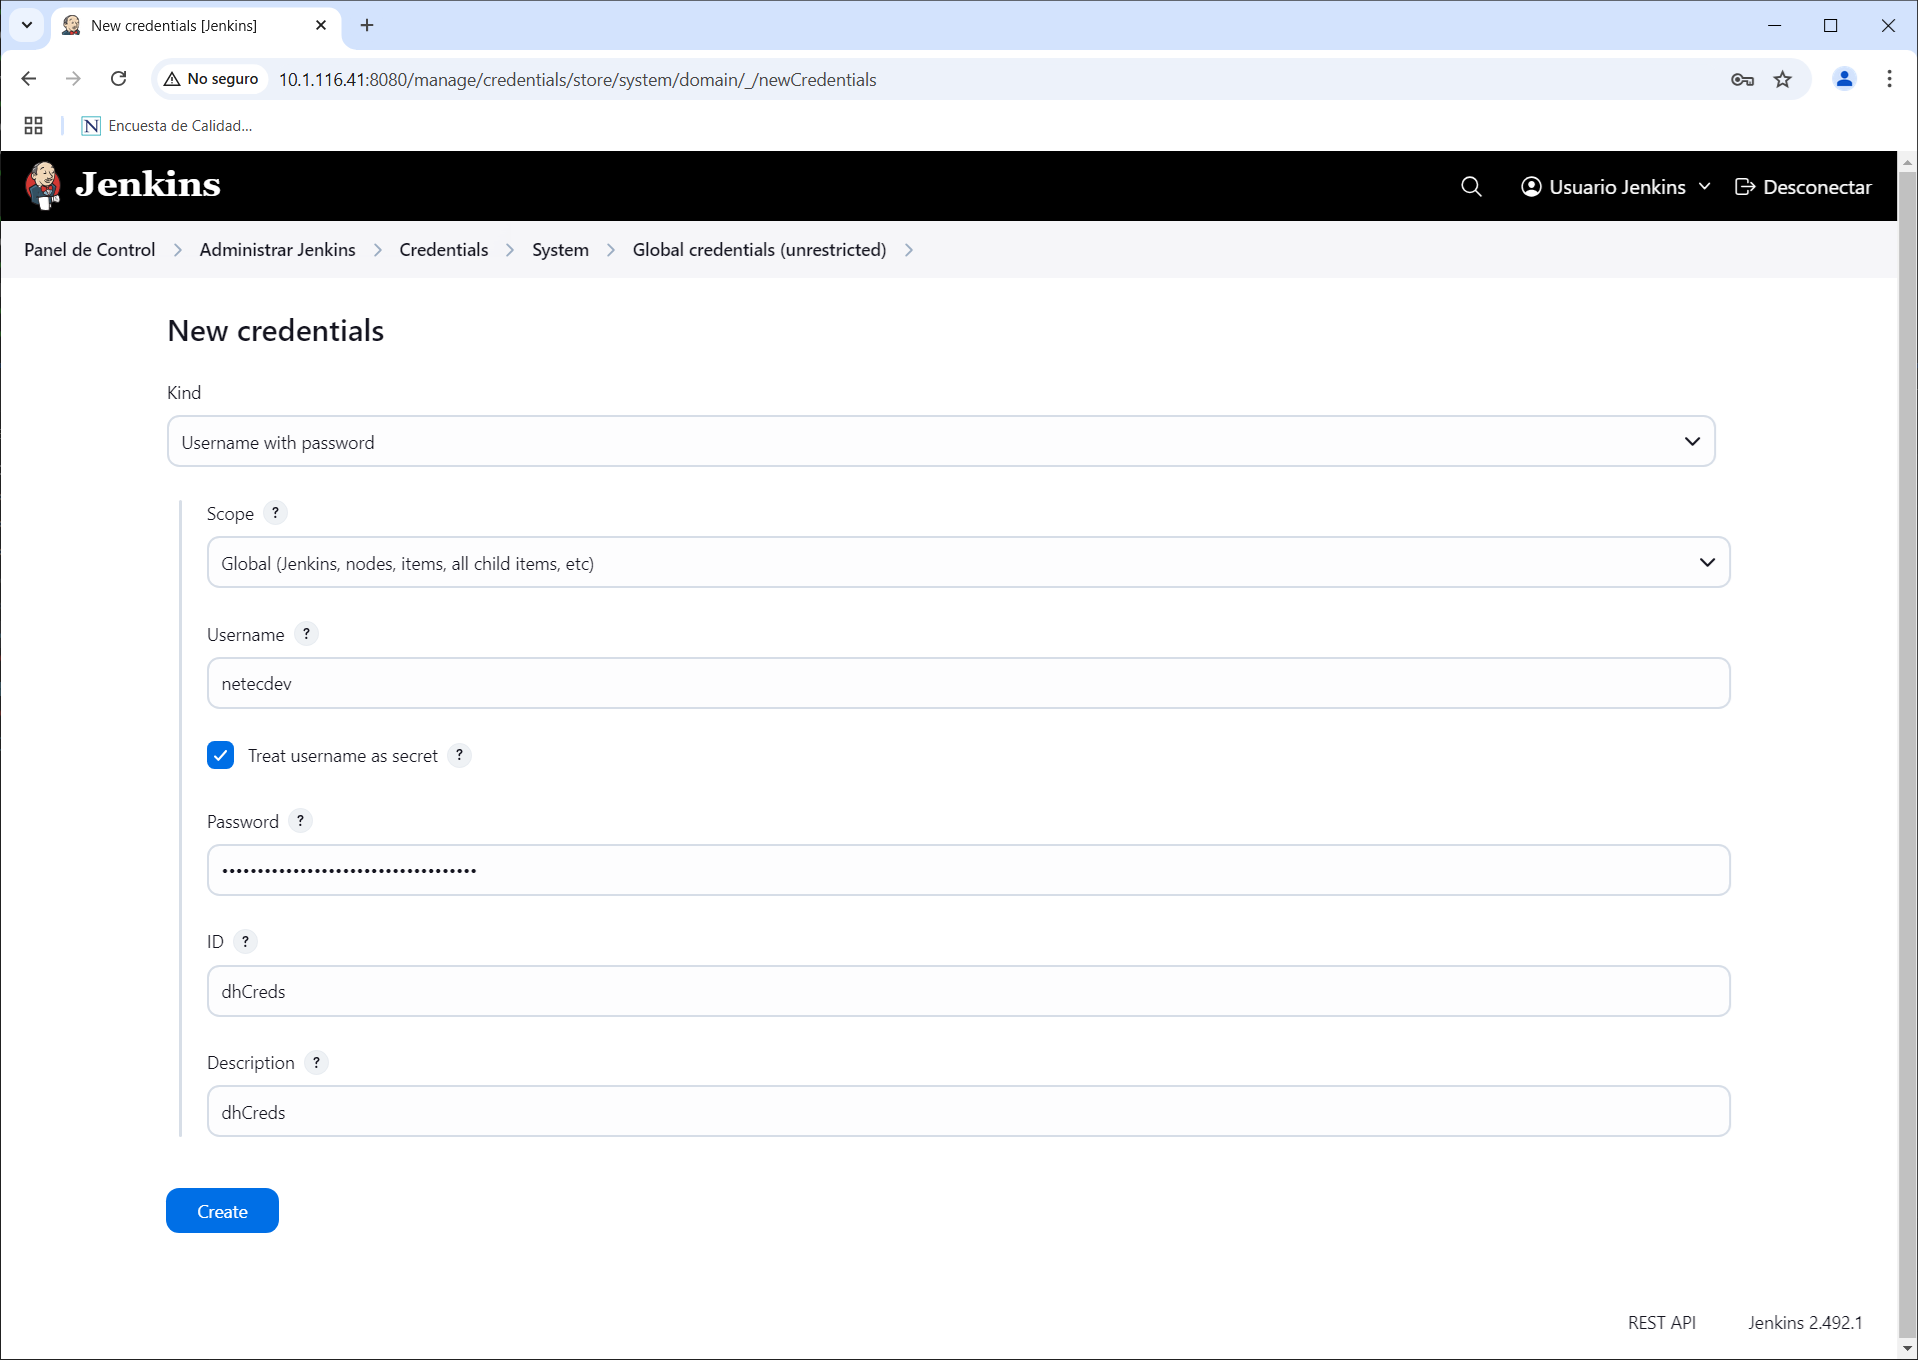 New credentials [Jenkins]
No seguro
10.1.116.41:8080/manage/credentials/store/system/domain/_/newCredentials
Encuesta de Calidad...
Jenkins
Usuario Jenkins
Desconectar
Panel de Control
Administrar Jenkins
Credentials
System
Global credentials (unrestricted)
New credentials
Kind
Username with password
Scope ?
Global (Jenkins, nodes, items, all child items, etc)
Username ?
netecdev
Treat username as secret ?
Password ?
••••••••••••••••••••••••••••••••••••
ID ?
dhCreds
Description ?
dhCreds
Create
REST API
Jenkins 2.492.1